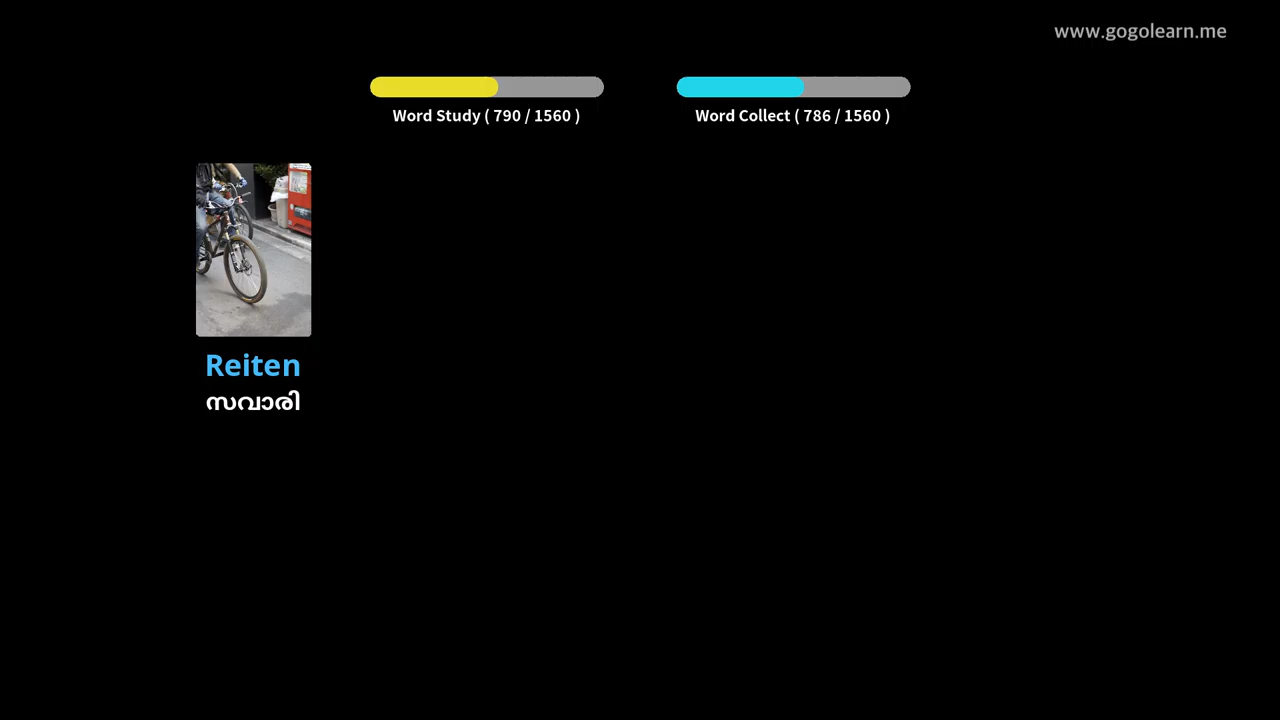 www.gogolearn.me
Word Study ( 790 / 1560 )
Word Collect ( 786 / 1560 )
Reiten
സവാരി